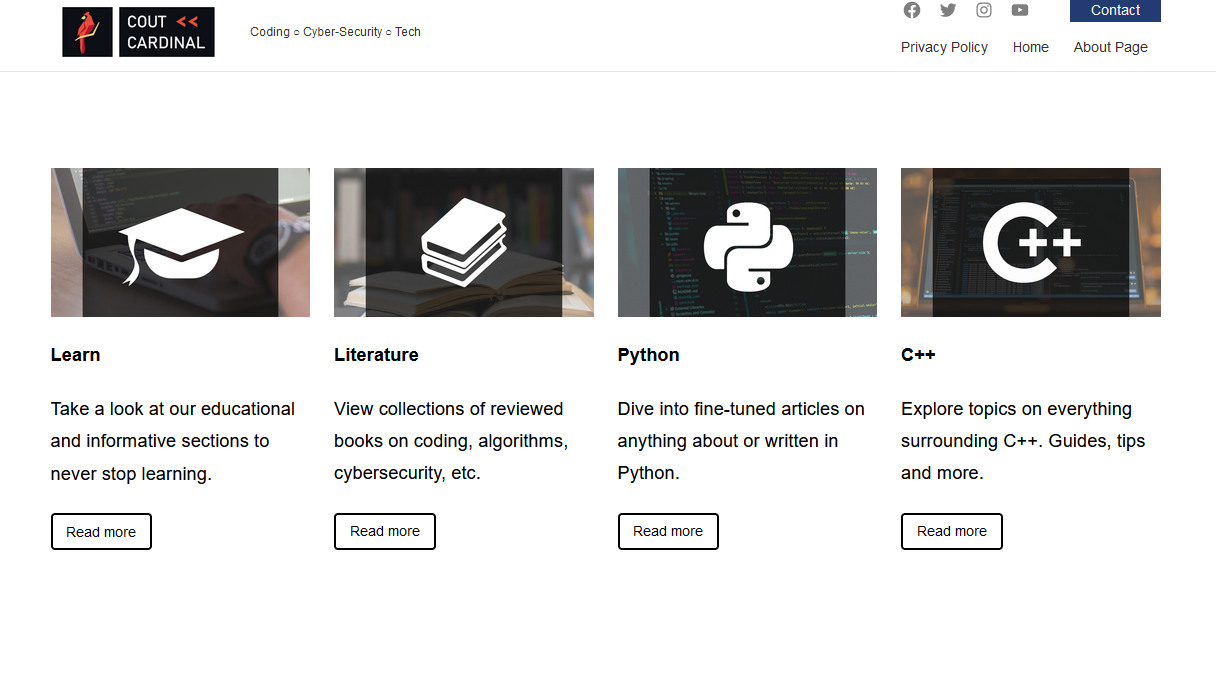 COUT <<
CARDINAL
Coding ○ Cyber-Security ○ Tech
Contact
Privacy Policy Home About Page
C++
Learn
Literature
Python
C++
Take a look at our educational
and informative sections to
never stop learning.
View collections of reviewed
books on coding, algorithms,
cybersecurity, etc.
Dive into fine-tuned articles on
anything about or written in
Python.
Explore topics on everything
surrounding C++. Guides, tips
and more.
Read more
Read more
Read more
Read more